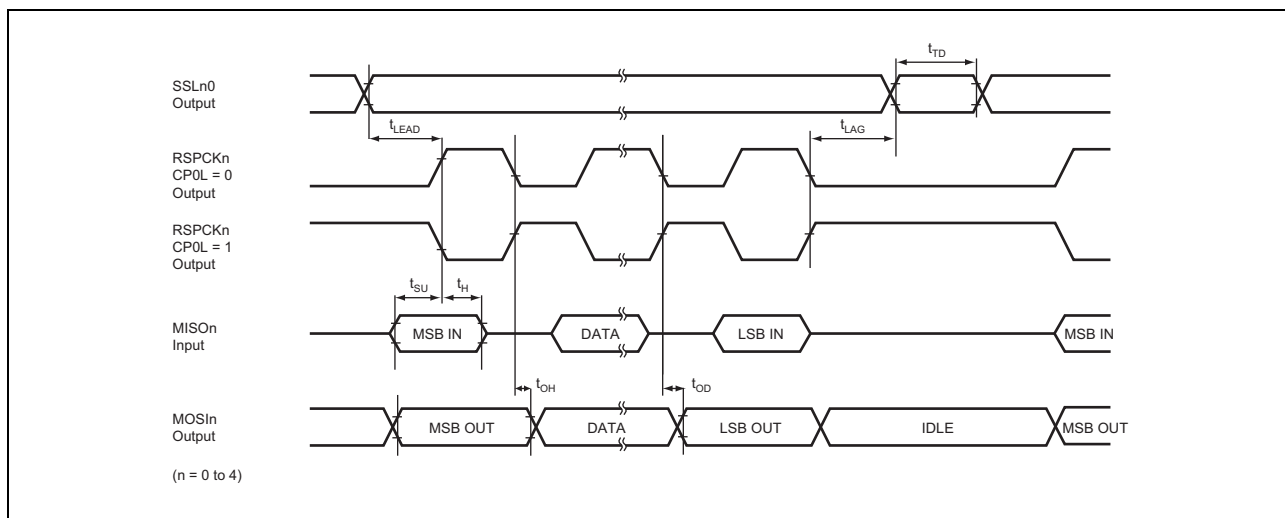 SSLn0
Output
tTD
tLEAD
tLAG
RSPCKn
CP0L = 0
Output
RSPCKn
CP0L = 1
Output
tSU
tH
MISOn
Input
MSB IN
DATA
LSB IN
MSB IN
tOH
tOD
MOSIn
Output
MSB OUT
DATA
LSB OUT
IDLE
MSB OUT
(n = 0 to 4)